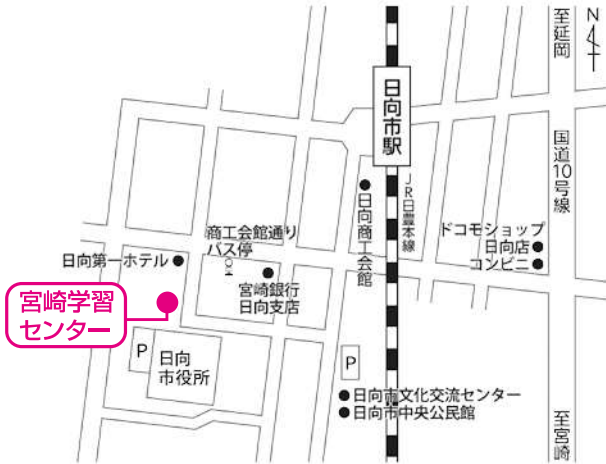 至延岡
N
日向市駅
国道10号線
JR日豊本線
日向商工会館
ドコモショップ
日向店
コンビニ
商工会館通り
バス停
日向第一ホテル
宮崎銀行
日向支店
宮崎学習
センター
P
日向
市役所
P
日向市文化交流センター
日向市中央公民館
至宮崎